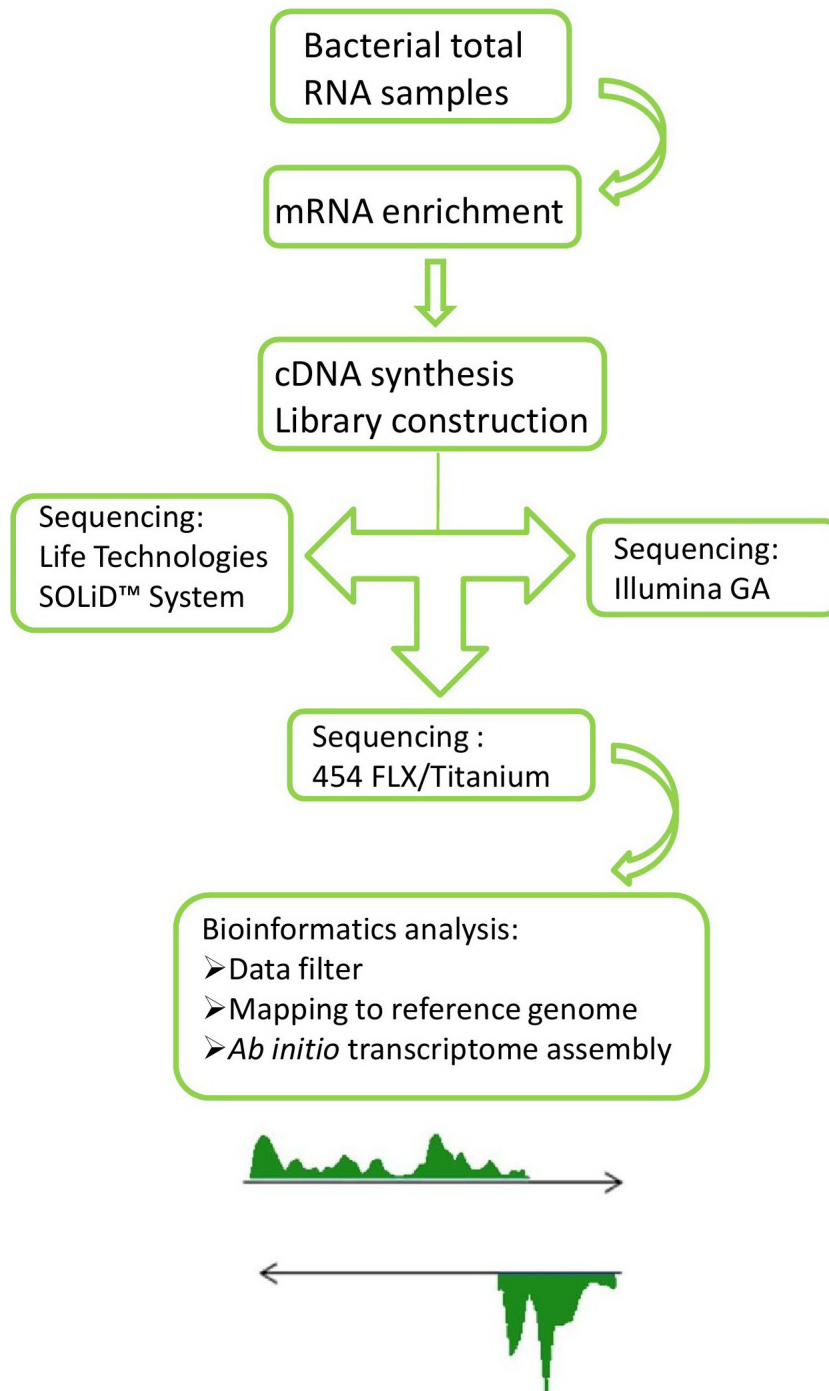 Bacterial total
RNA samples
mRNA enrichment
cDNA synthesis
Library construction
Sequencing:
Life Technologies
SOLiD™ System
Sequencing:
Illumina GA
Sequencing :
454 FLX/Titanium
Bioinformatics analysis:
➢Data filter
➢Mapping to reference genome
➢Ab initio transcriptome assembly